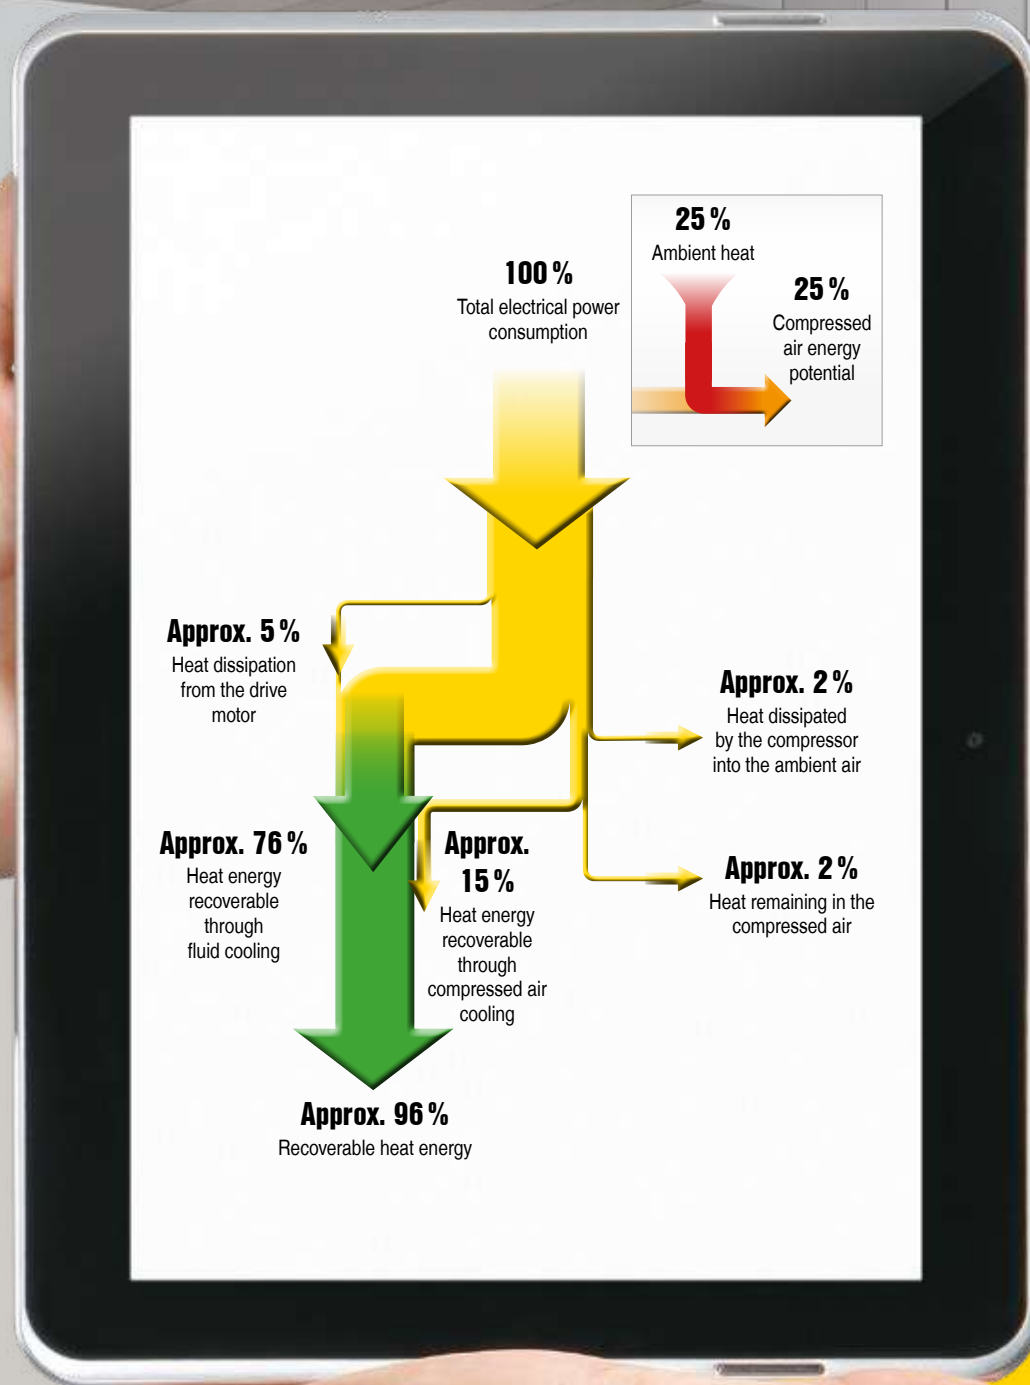 25 %
Ambient heat
100 %
Total electrical power
consumption
25 %
Compressed
air energy
potential
Approx. 5 %
Heat dissipation
from the drive
motor
Approx. 2 %
Heat dissipated
by the compressor
into the ambient air
Approx. 76 %
Heat energy
recoverable
through
fluid cooling
Approx.
15 %
Heat energy
recoverable
through
compressed air
cooling
Approx. 2 %
Heat remaining in the
compressed air
Approx. 96 %
Recoverable heat energy